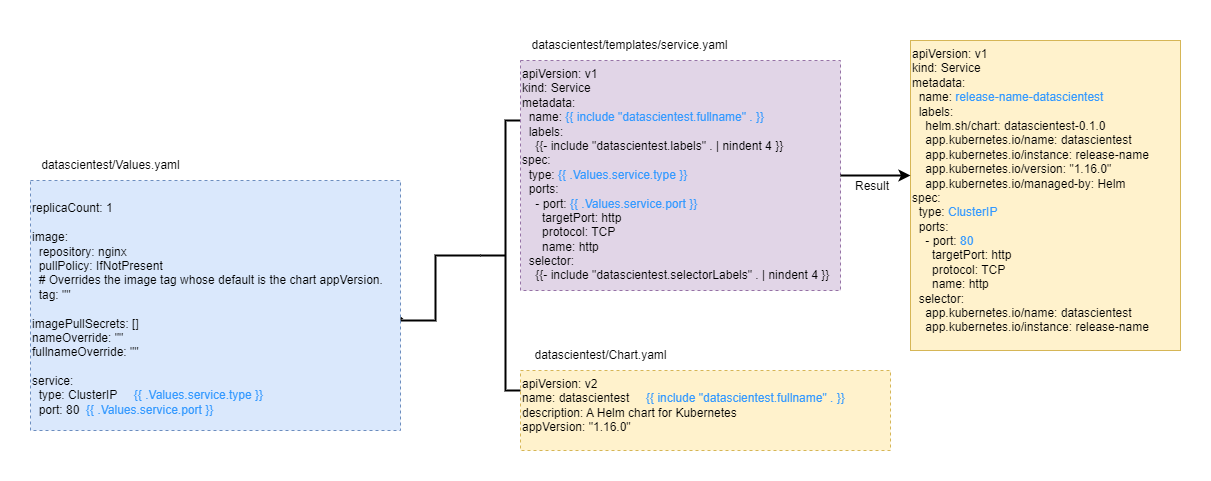 datascientest/Values.yaml
replicaCount: 1
image:
  repository: nginx
  pullPolicy: IfNotPresent
  # Overrides the image tag whose default is the chart appVersion.
  tag: ""
imagePullSecrets: []
nameOverride: ""
fullnameOverride: ""
service:
  type: ClusterIP     {{ .Values.service.type }}
  port: 80  {{ .Values.service.port }}
datascientest/templates/service.yaml
apiVersion: v1
kind: Service
metadata:
  name: {{ include "datascientest.fullname" . }}
  labels:
    {{- include "datascientest.labels" . | nindent 4 }}
spec:
  type: {{ .Values.service.type }}
  ports:
    - port: {{ .Values.service.port }}
      targetPort: http
      protocol: TCP
      name: http
  selector:
    {{- include "datascientest.selectorLabels" . | nindent 4 }}
datascientest/Chart.yaml
apiVersion: v2
name: datascientest     {{ include "datascientest.fullname" . }}
description: A Helm chart for Kubernetes
appVersion: "1.16.0"
Result
apiVersion: v1
kind: Service
metadata:
  name: release-name-datascientest
  labels:
    helm.sh/chart: datascientest-0.1.0
    app.kubernetes.io/name: datascientest
    app.kubernetes.io/instance: release-name
    app.kubernetes.io/version: "1.16.0"
    app.kubernetes.io/managed-by: Helm
spec:
  type: ClusterIP
  ports:
    - port: 80
      targetPort: http
      protocol: TCP
      name: http
  selector:
    app.kubernetes.io/name: datascientest
    app.kubernetes.io/instance: release-name